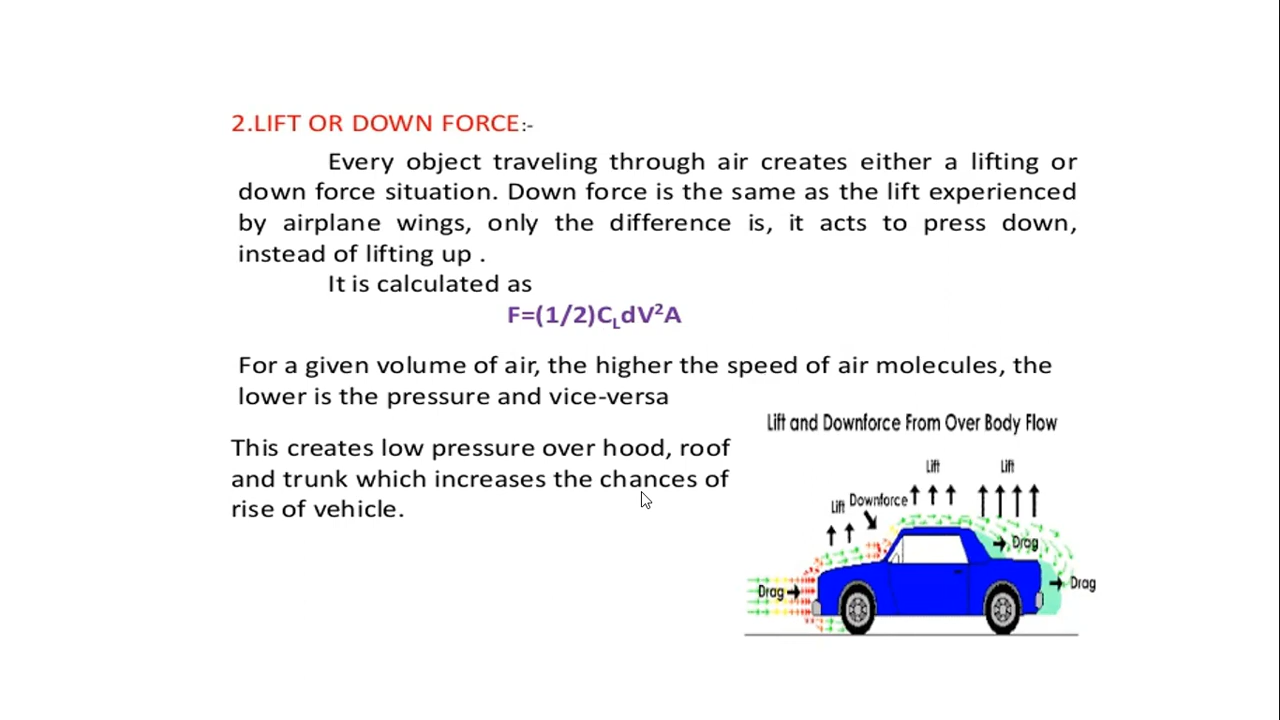 2.LIFT OR DOWN FORCE:-
Every object traveling through air creates either a lifting or
down force situation. Down force is the same as the lift experienced
by airplane wings, only the difference is, it acts to press down,
instead of lifting up .
It is calculated as
F=(1/2)C_LdV²A
For a given volume of air, the higher the speed of air molecules, the
lower is the pressure and vice-versa
This creates low pressure over hood, roof
and trunk which increases the chances of
rise of vehicle.
Lift and Downforce From Over Body Flow
Lift
Lift
Lift
Downforce
Drag
Drag
Drag